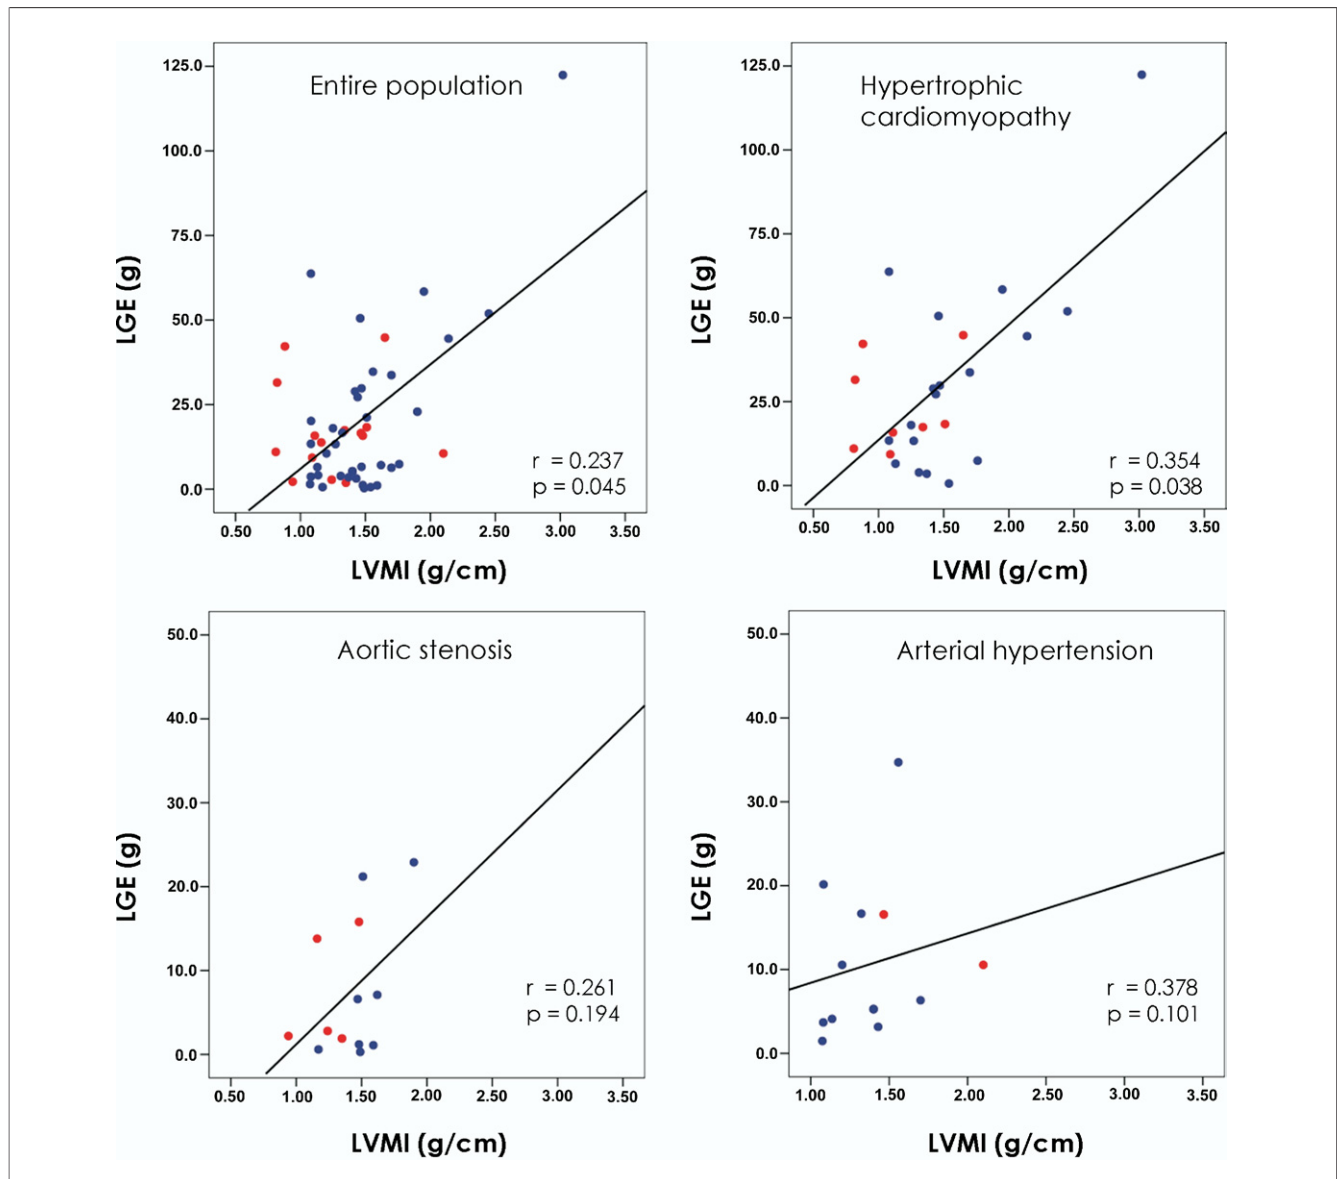 Entire population
125.0
100.0
75.0
50.0
25.0
0.0
LGE (g)
r = 0.237
p = 0.045
0.50 1.00 1.50 2.00 2.50 3.00 3.50
LVMI (g/cm)
Hypertrophic
cardiomyopathy
125.0
100.0
75.0
50.0
25.0
0.0
LGE (g)
r = 0.354
p = 0.038
0.50 1.00 1.50 2.00 2.50 3.00 3.50
LVMI (g/cm)
Aortic stenosis
50.0
40.0
30.0
20.0
10.0
0.0
LGE (g)
r = 0.261
p = 0.194
0.50 1.00 1.50 2.00 2.50 3.00 3.50
LVMI (g/cm)
Arterial hypertension
50.0
40.0
30.0
20.0
10.0
0.0
LGE (g)
r = 0.378
p = 0.101
1.00 1.50 2.00 2.50 3.00 3.50
LVMI (g/cm)